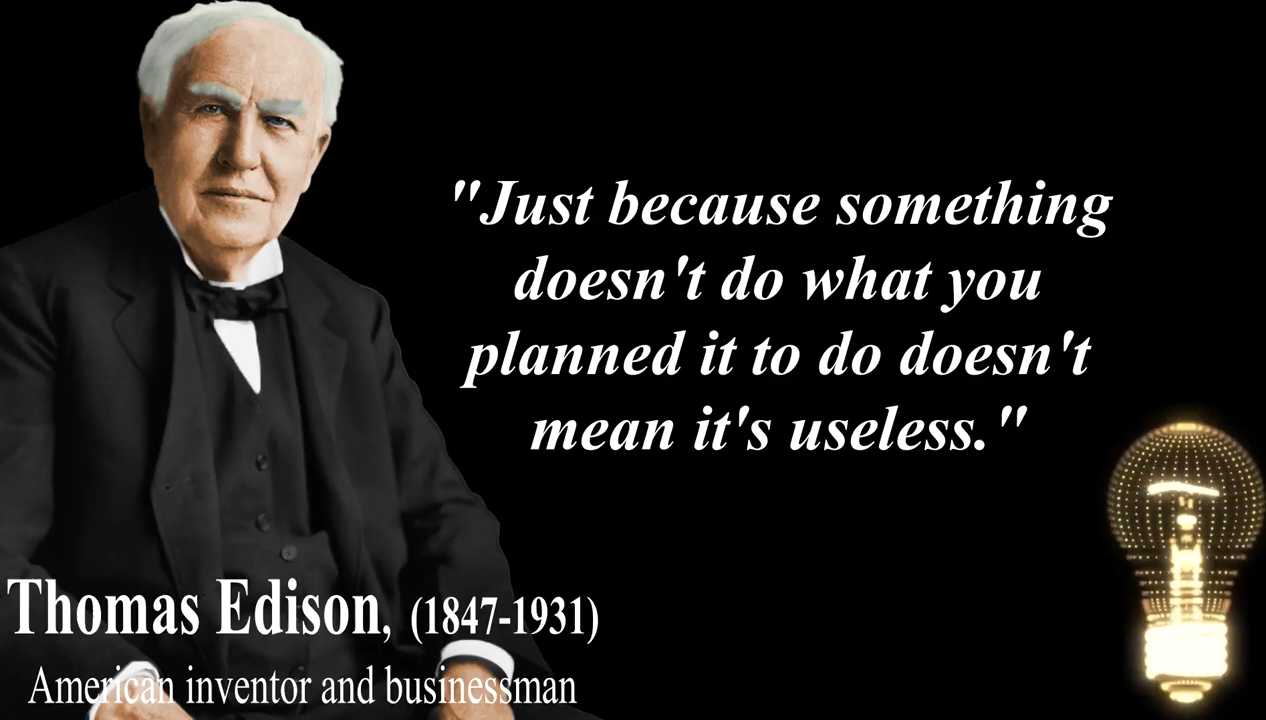 "Just because something
doesn't do what you
planned it to do doesn't
mean it's useless."
Thomas Edison, (1847-1931)
American inventor and businessman